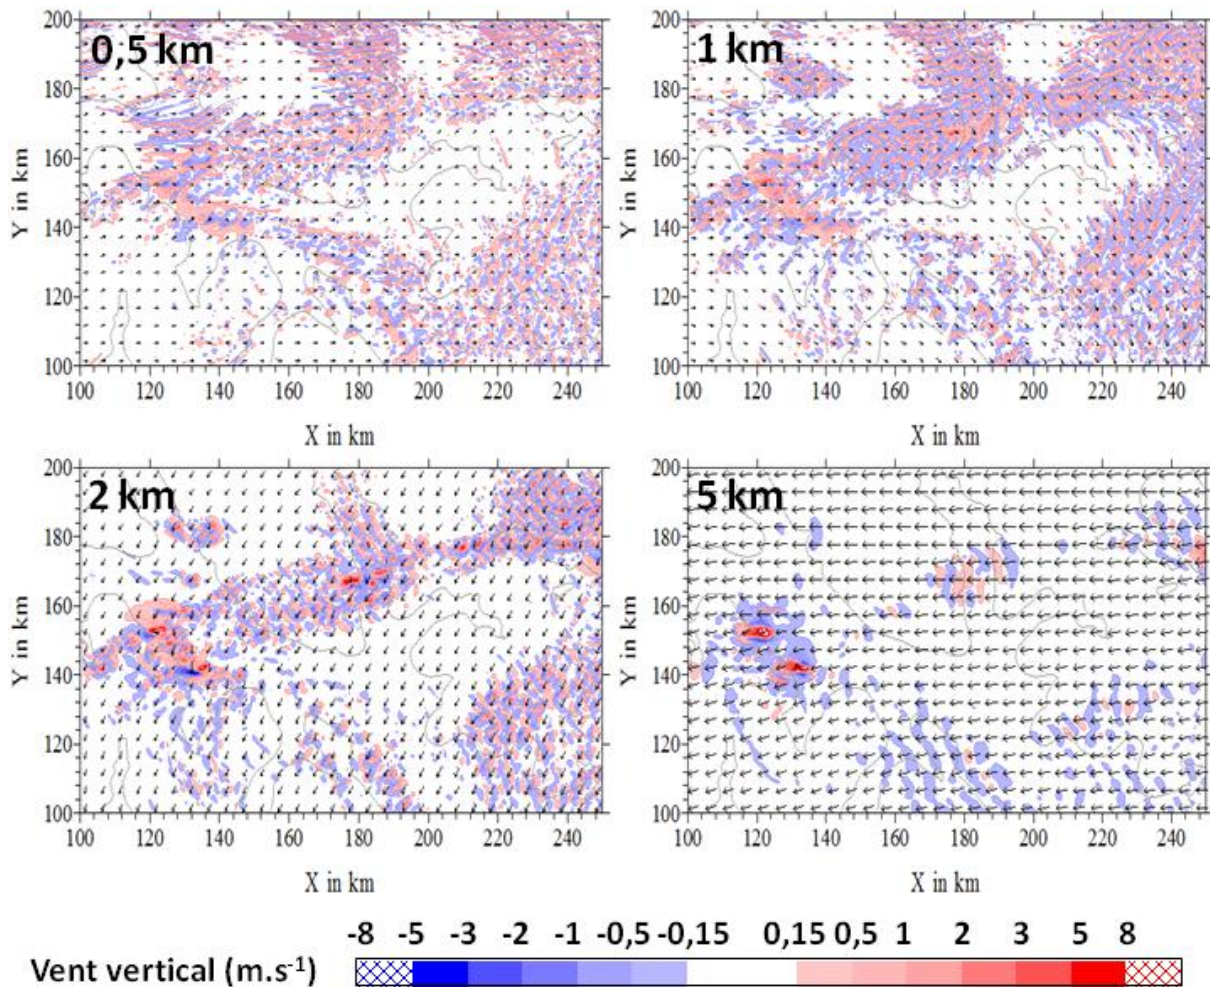 0,5 km
1 km
200 200
180 180
160 160
140 140
120 120
100 100
Y in km Y in km
100 120 140 160 180 200 220 240 100 120 140 160 180 200 220 240
X in km X in km
2 km
5 km
200 200
180 180
160 160
140 140
120 120
100 100
Y in km Y in km
100 120 140 160 180 200 220 240 100 120 140 160 180 200 220 240
X in km X in km
-8 -5 -3 -2 -1 -0,5 -0,15 0,15 0,5 1 2 3 5 8
Vent vertical (m.s⁻¹)